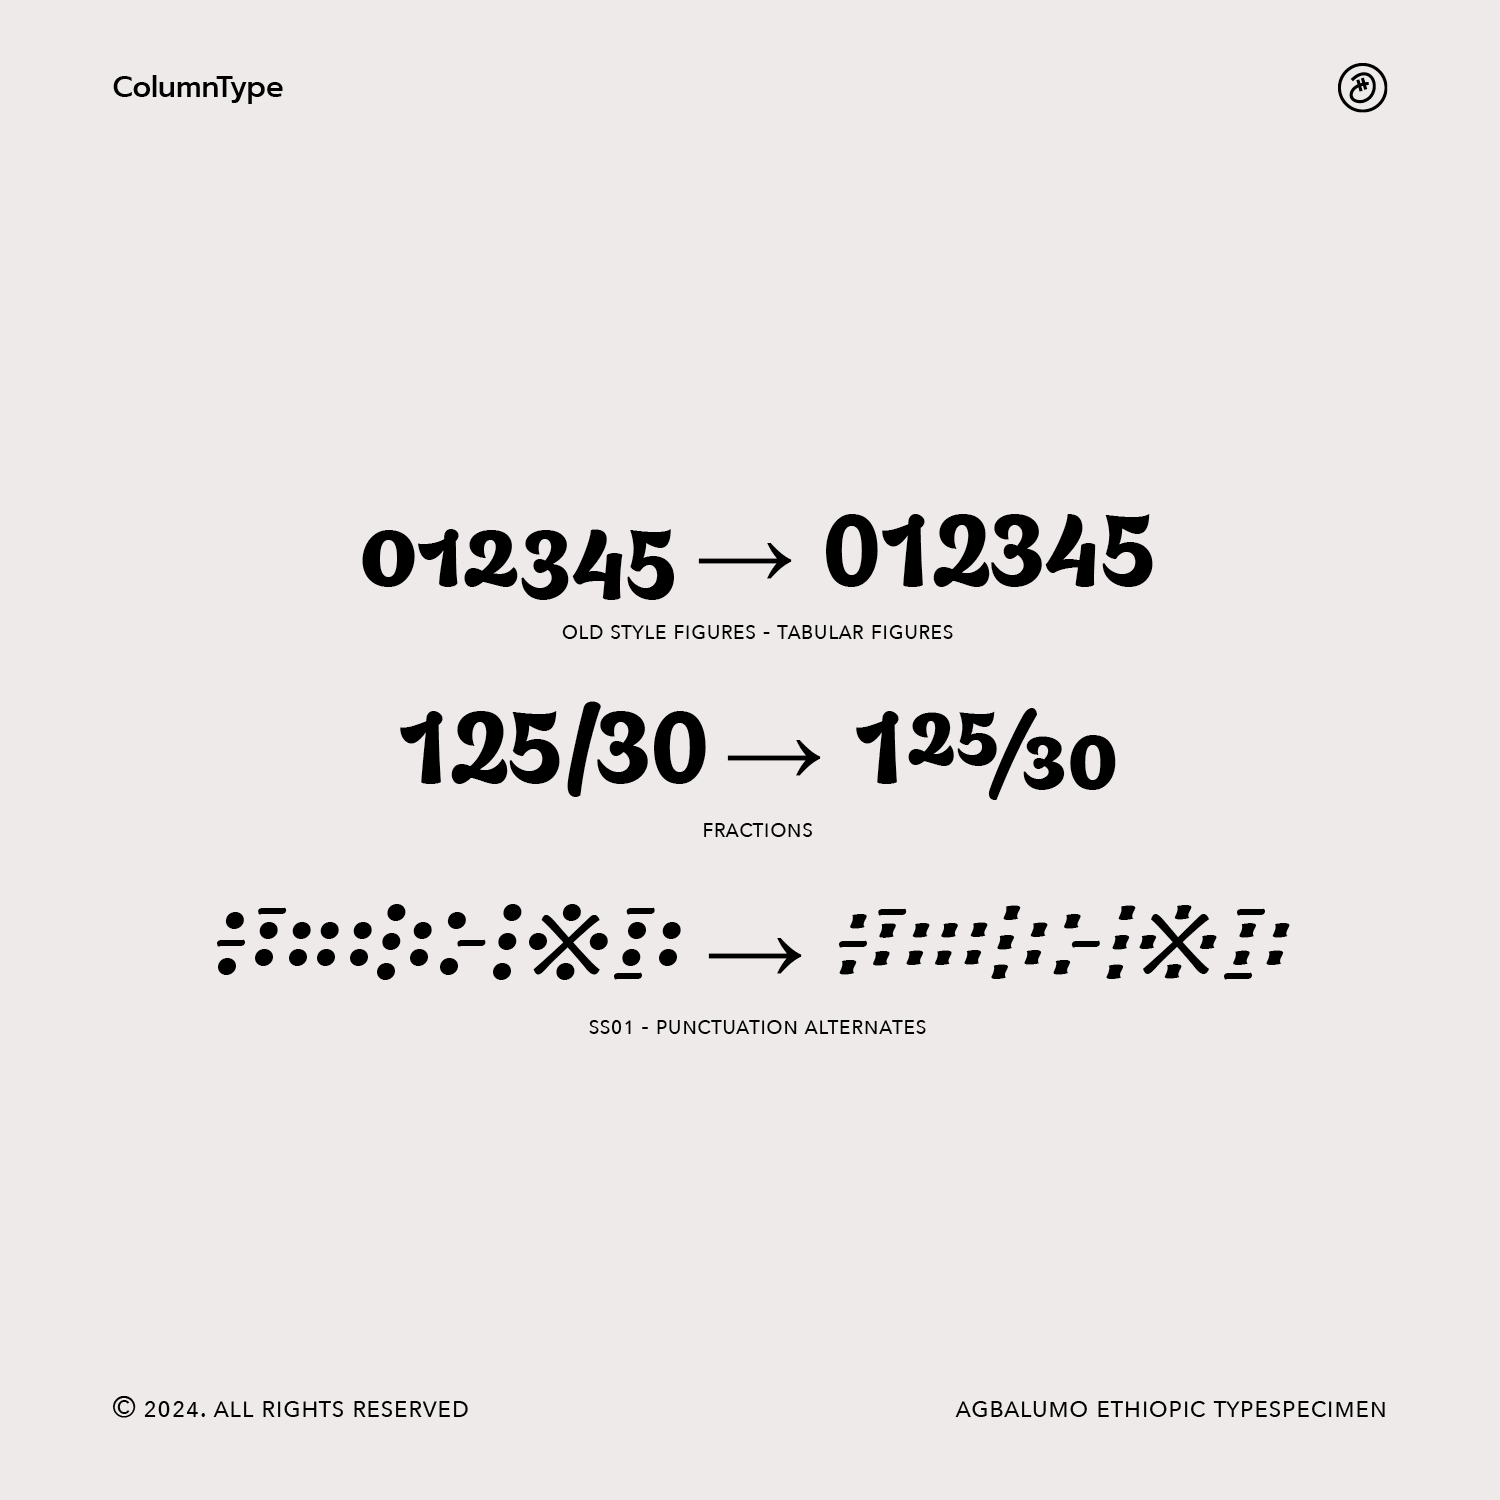 ColumnType
012345 → 012345
OLD STYLE FIGURES - TABULAR FIGURES
125/30 → 1²⁵⁄₃₀
FRACTIONS
፥፣።፨፦፧※፤፡ → ፥፣።፨፦፧※፤፡
SS01 - PUNCTUATION ALTERNATES
© 2024. ALL RIGHTS RESERVED
AGBALUMO ETHIOPIC TYPESPECIMEN